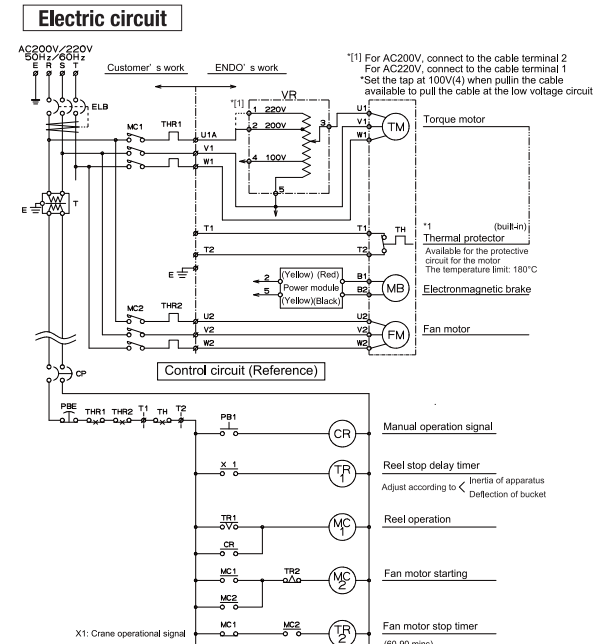 Electric circuit
AC200V/220V
50Hz/60Hz
E R S T
Customer' s work
ENDO' s work
*[1] For AC200V, connect to the cable terminal 2
For AC220V, connect to the cable terminal 1
*Set the tap at 100V(4) when pullin the cable
available to pull the cable at the low voltage circuit
ELB
VR
*[1]
1 220V
2 200V
3
4 100V
5
MC1
THR1
U1A
V1
W1
U1
V1
W1
TM
Torque motor
E
T
T1
T2
T1
T2
TH
*1 (built-in)
Thermal protector
Available for the protective
circuit for the motor
The temperature limit: 180°C
E
2
5
(Yellow) (Red)
Power module
(Yellow)(Black)
B1
B2
MB
Electromagnetic brake
MC2
THR2
U2
V2
W2
U2
V2
W2
FM
Fan motor
Control circuit (Reference)
CP
PBE
THR1 THR2 T1 TH T2
PB1
CR
Manual operation signal
X 1
TR
1
Reel stop delay timer
Adjust according to < Inertia of apparatus
Deflection of bucket
TR1
CR
MC
1
Reel operation
MC1
MC2
TR2
MC
2
Fan motor starting
X1: Crane operational signal
MC1
MC2
TR
2
Fan motor stop timer
(60-90 mins)